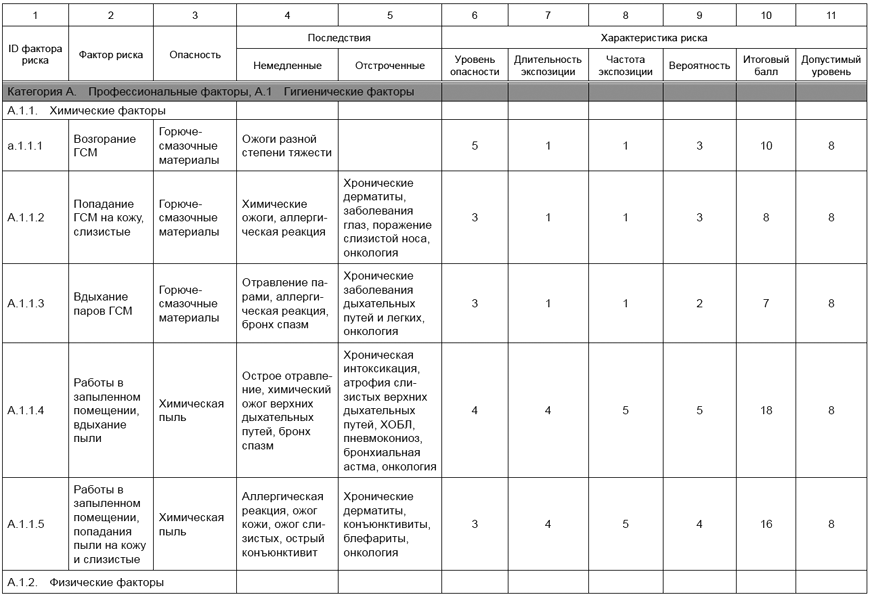 1 2 3 4 5 6 7 8 9 10 11
ID фактора
риска
Фактор риска
Опасность
Последствия
Характеристика риска
Немедленные
Отстроченные
Уровень
опасности
Длительность
экспозиции
Частота
экспозиции
Вероятность
Итоговый
балл
Допустимый
уровень
Категория А. Профессиональные факторы, А.1 Гигиенические факторы
А.1.1. Химические факторы
а.1.1.1
Возгорание
ГСМ
Горюче-
смазочные
материалы
Ожоги разной
степени тяжести
5 1 1 3 10 8
А.1.1.2
Попадание
ГСМ на кожу,
слизистые
Горюче-
смазочные
материалы
Химические
ожоги, аллерги-
ческая реакция
Хронические
дерматиты,
заболевания
глаз, поражение
слизистой носа,
онкология
3 1 1 3 8 8
А.1.1.3
Вдыхание
паров ГСМ
Горюче-
смазочные
материалы
Отравление па-
рами, аллерги-
ческая реакция,
бронх спазм
Хронические
заболевания
дыхательных
путей и легких,
онкология
3 1 1 2 7 8
А.1.1.4
Работы в
запыленном
помещении,
вдыхание
пыли
Химическая
пыль
Острое отравле-
ние, химический
ожог верхних
дыхательных
путей, бронх
спазм
Хроническая
интоксикация,
атрофия сли-
зистых верхних
дыхательных
путей, ХОБЛ,
пневмокониоз,
бронхиальная
астма, онкология
4 4 5 5 18 8
А.1.1.5
Работы в
запыленном
помещении,
попадания
пыли на кожу
и слизистые
Химическая
пыль
Аллергическая
реакция, ожог
кожи, ожог сли-
зистых, острый
конъюнктивит
Хронические
дерматиты,
конъюнктивиты,
блефариты,
онкология
3 4 5 4 16 8
А.1.2. Физические факторы